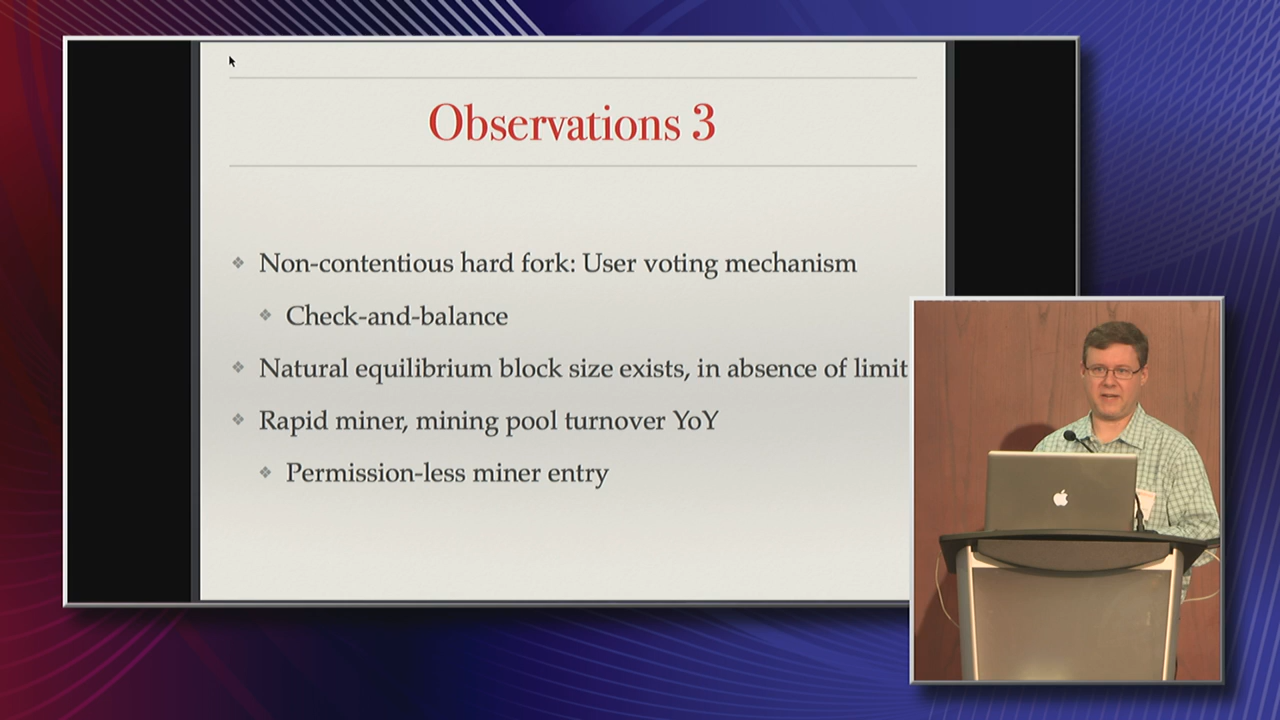 Observations 3
Non-contentious hard fork: User voting mechanism
Check-and-balance
Natural equilibrium block size exists, in absence of limit
Rapid miner, mining pool turnover YoY
Permission-less miner entry